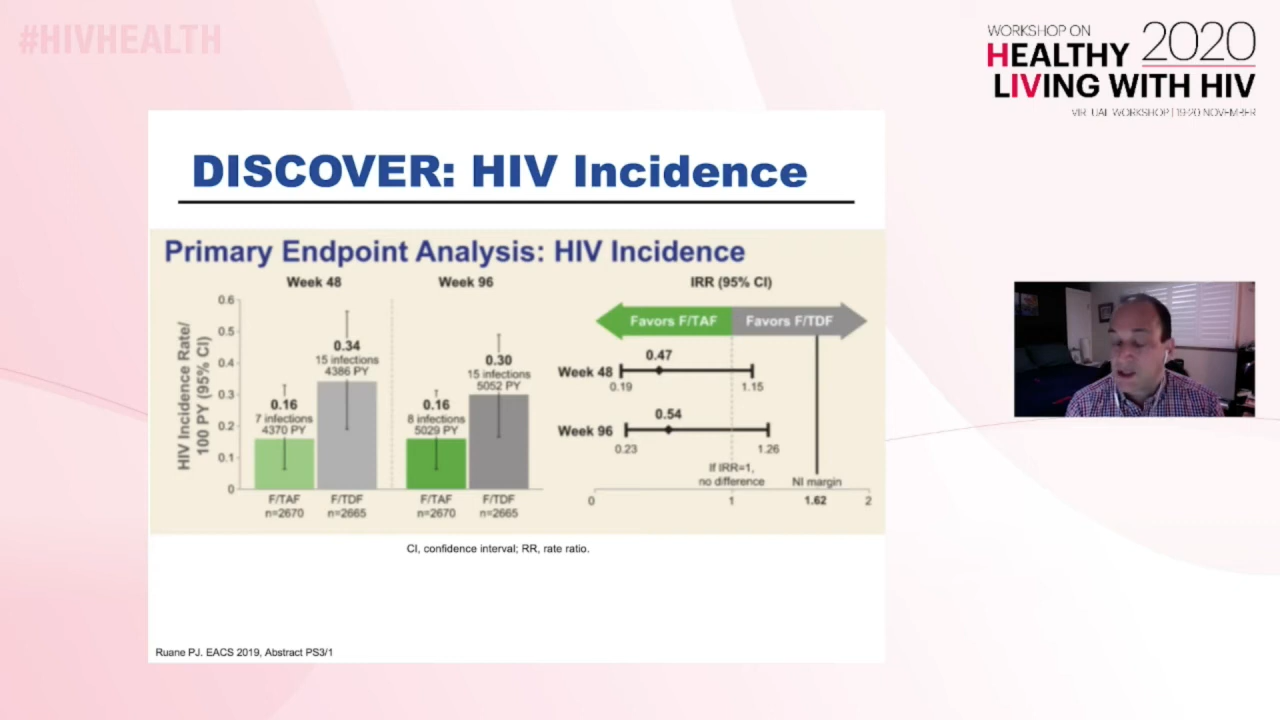 #HIVHEALTH
WORKSHOP ON
HEALTHY 2020
LIVING WITH HIV
VIRTUAL WORKSHOP | 19-20 NOVEMBER
DISCOVER: HIV Incidence
Primary Endpoint Analysis: HIV Incidence
Week 48
Week 96
IRR (95% CI)
HIV Incidence Rate/
100 PY (95% CI)
0.6
0.5
0.4
0.3
0.2
0.1
0
0.16
7 infections
4370 PY
0.34
15 infections
4386 PY
0.16
8 infections
5029 PY
0.30
15 infections
5052 PY
F/TAF
n=2670
F/TDF
n=2665
F/TAF
n=2670
F/TDF
n=2665
Favors F/TAF
Favors F/TDF
Week 48
0.47
0.19
1.15
Week 96
0.54
0.23
1.26
If IRR=1,
no difference
NI margin
0
1
1.62
2
CI, confidence interval; RR, rate ratio.
Ruane PJ. EACS 2019, Abstract PS3/1